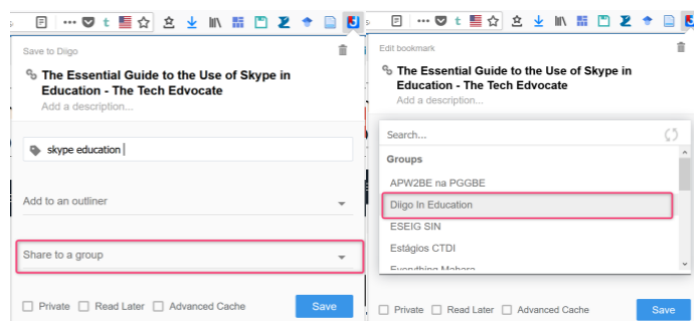 Save to Diigo
The Essential Guide to the Use of Skype in
Education - The Tech Edvocate
Add a description...
skype education
Add to an outliner
Share to a group
Private
Read Later
Advanced Cache
Save
Edit bookmark
The Essential Guide to the Use of Skype in
Education - The Tech Edvocate
Add a description...
Search...
Groups
APW2BE na PGGBE
Diigo In Education
ESEIG SIN
Estágios CTDI
Private
Read Later
Advanced Cache
Save